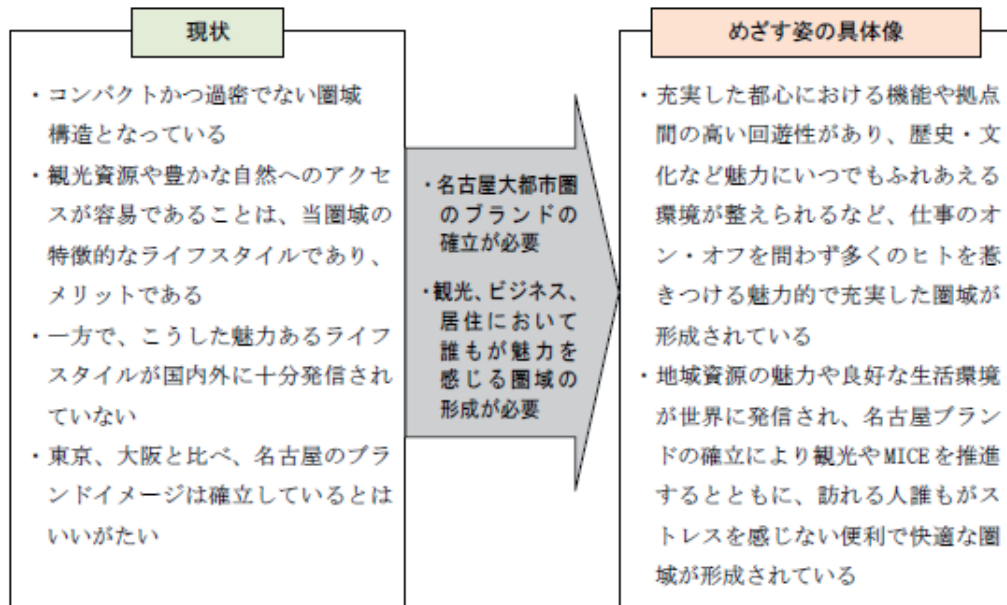 現状
・コンパクトかつ過密でない圏域
構造となっている
・観光資源や豊かな自然へのアクセ
スが容易であることは、当圏域の
特徴的なライフスタイルであり、
メリットである
・一方で、こうした魅力あるライフ
スタイルが国内外に十分発信され
ていない
・東京、大阪と比べ、名古屋のブラ
ンドイメージは確立しているとは
いいがたい
・名古屋大都市圏
のブランドの
確立が必要
・観光、ビジネス、
居住において
誰もが魅力を
感じる圏域の
形成が必要
めざす姿の具体像
・充実した都心における機能や拠点
間の高い回遊性があり、歴史・文
化など魅力にいつでもふれあえる
環境が整えられるなど、仕事のオ
ン・オフを問わず多くのヒトを惹
きつける魅力的で充実した圏域が
形成されている
・地域資源の魅力や良好な生活環境
が世界に発信され、名古屋ブラン
ドの確立により観光やMICEを推進
するとともに、訪れる人誰もがス
トレスを感じない便利で快適な圏
域が形成されている